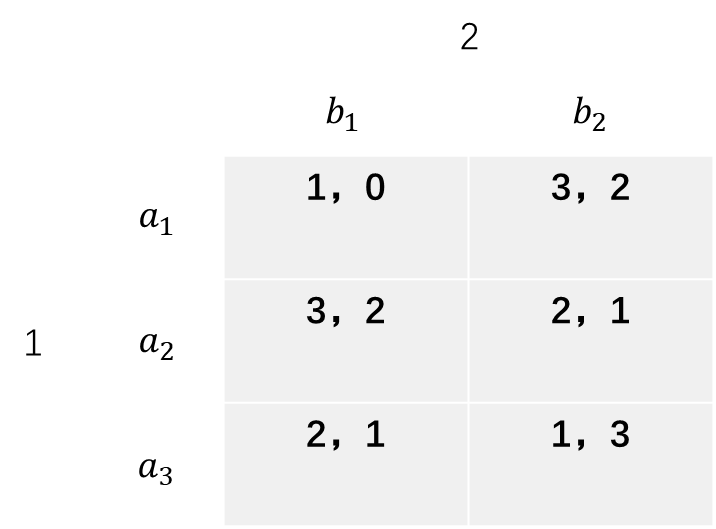 2
b₁ b₂
a₁ 1, 0 3, 2
1 a₂ 3, 2 2, 1
a₃ 2, 1 1, 3